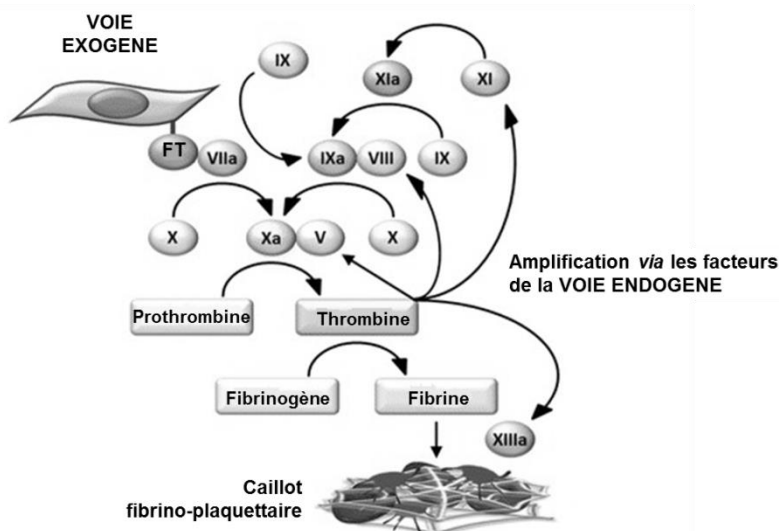 VOIE
EXOGENE
IX
XIa
XI
FT
VIIa
IXa
VIII
IX
X
Xa
V
X
Amplification via les facteurs
de la VOIE ENDOGENE
Prothrombine
Thrombine
Fibrinogène
Fibrine
XIIIa
Caillot
fibrino-plaquettaire